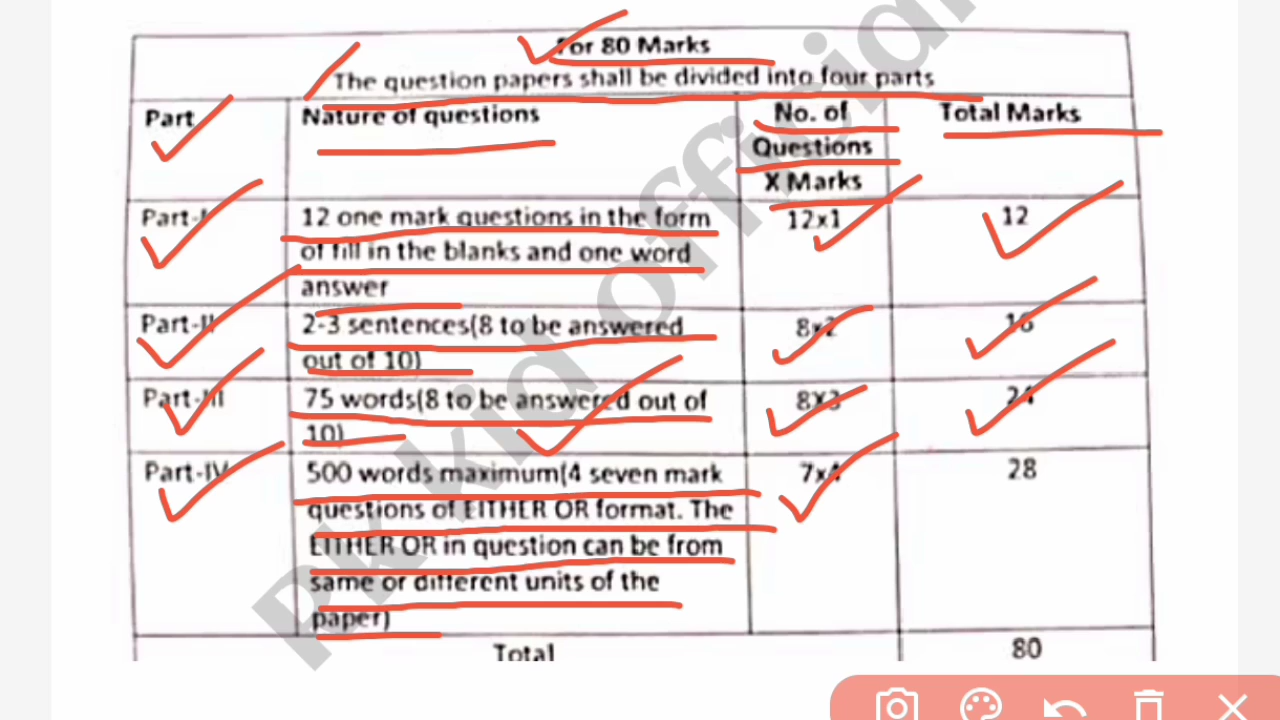 For 80 Marks
The question papers shall be divided into four parts
Part
Nature of questions
No. of
Questions
X Marks
Total Marks
Part-I
12 one mark questions in the form
of fill in the blanks and one word
answer
12x1
12
Part-II
2-3 sentences(8 to be answered
out of 10)
8x2
16
Part-III
75 words(8 to be answered out of
10)
8X3
24
Part-IV
500 words maximum(4 seven mark
questions of EITHER OR format. The
EITHER OR in question can be from
same or different units of the
paper)
7x4
28
Total
80
Rk kid official